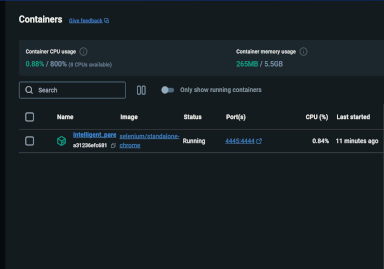 Containers Give feedback
Container CPU usage
0.88% / 800% (8 CPUs available)
Container memory usage
265MB / 5.5GB
Search
Only show running containers
Name Image Status Port(s) CPU (%) Last started
intelligent_pare selenium/standalone-chrome Running 4445:4444 0.84% 11 minutes ago
a31236efc681